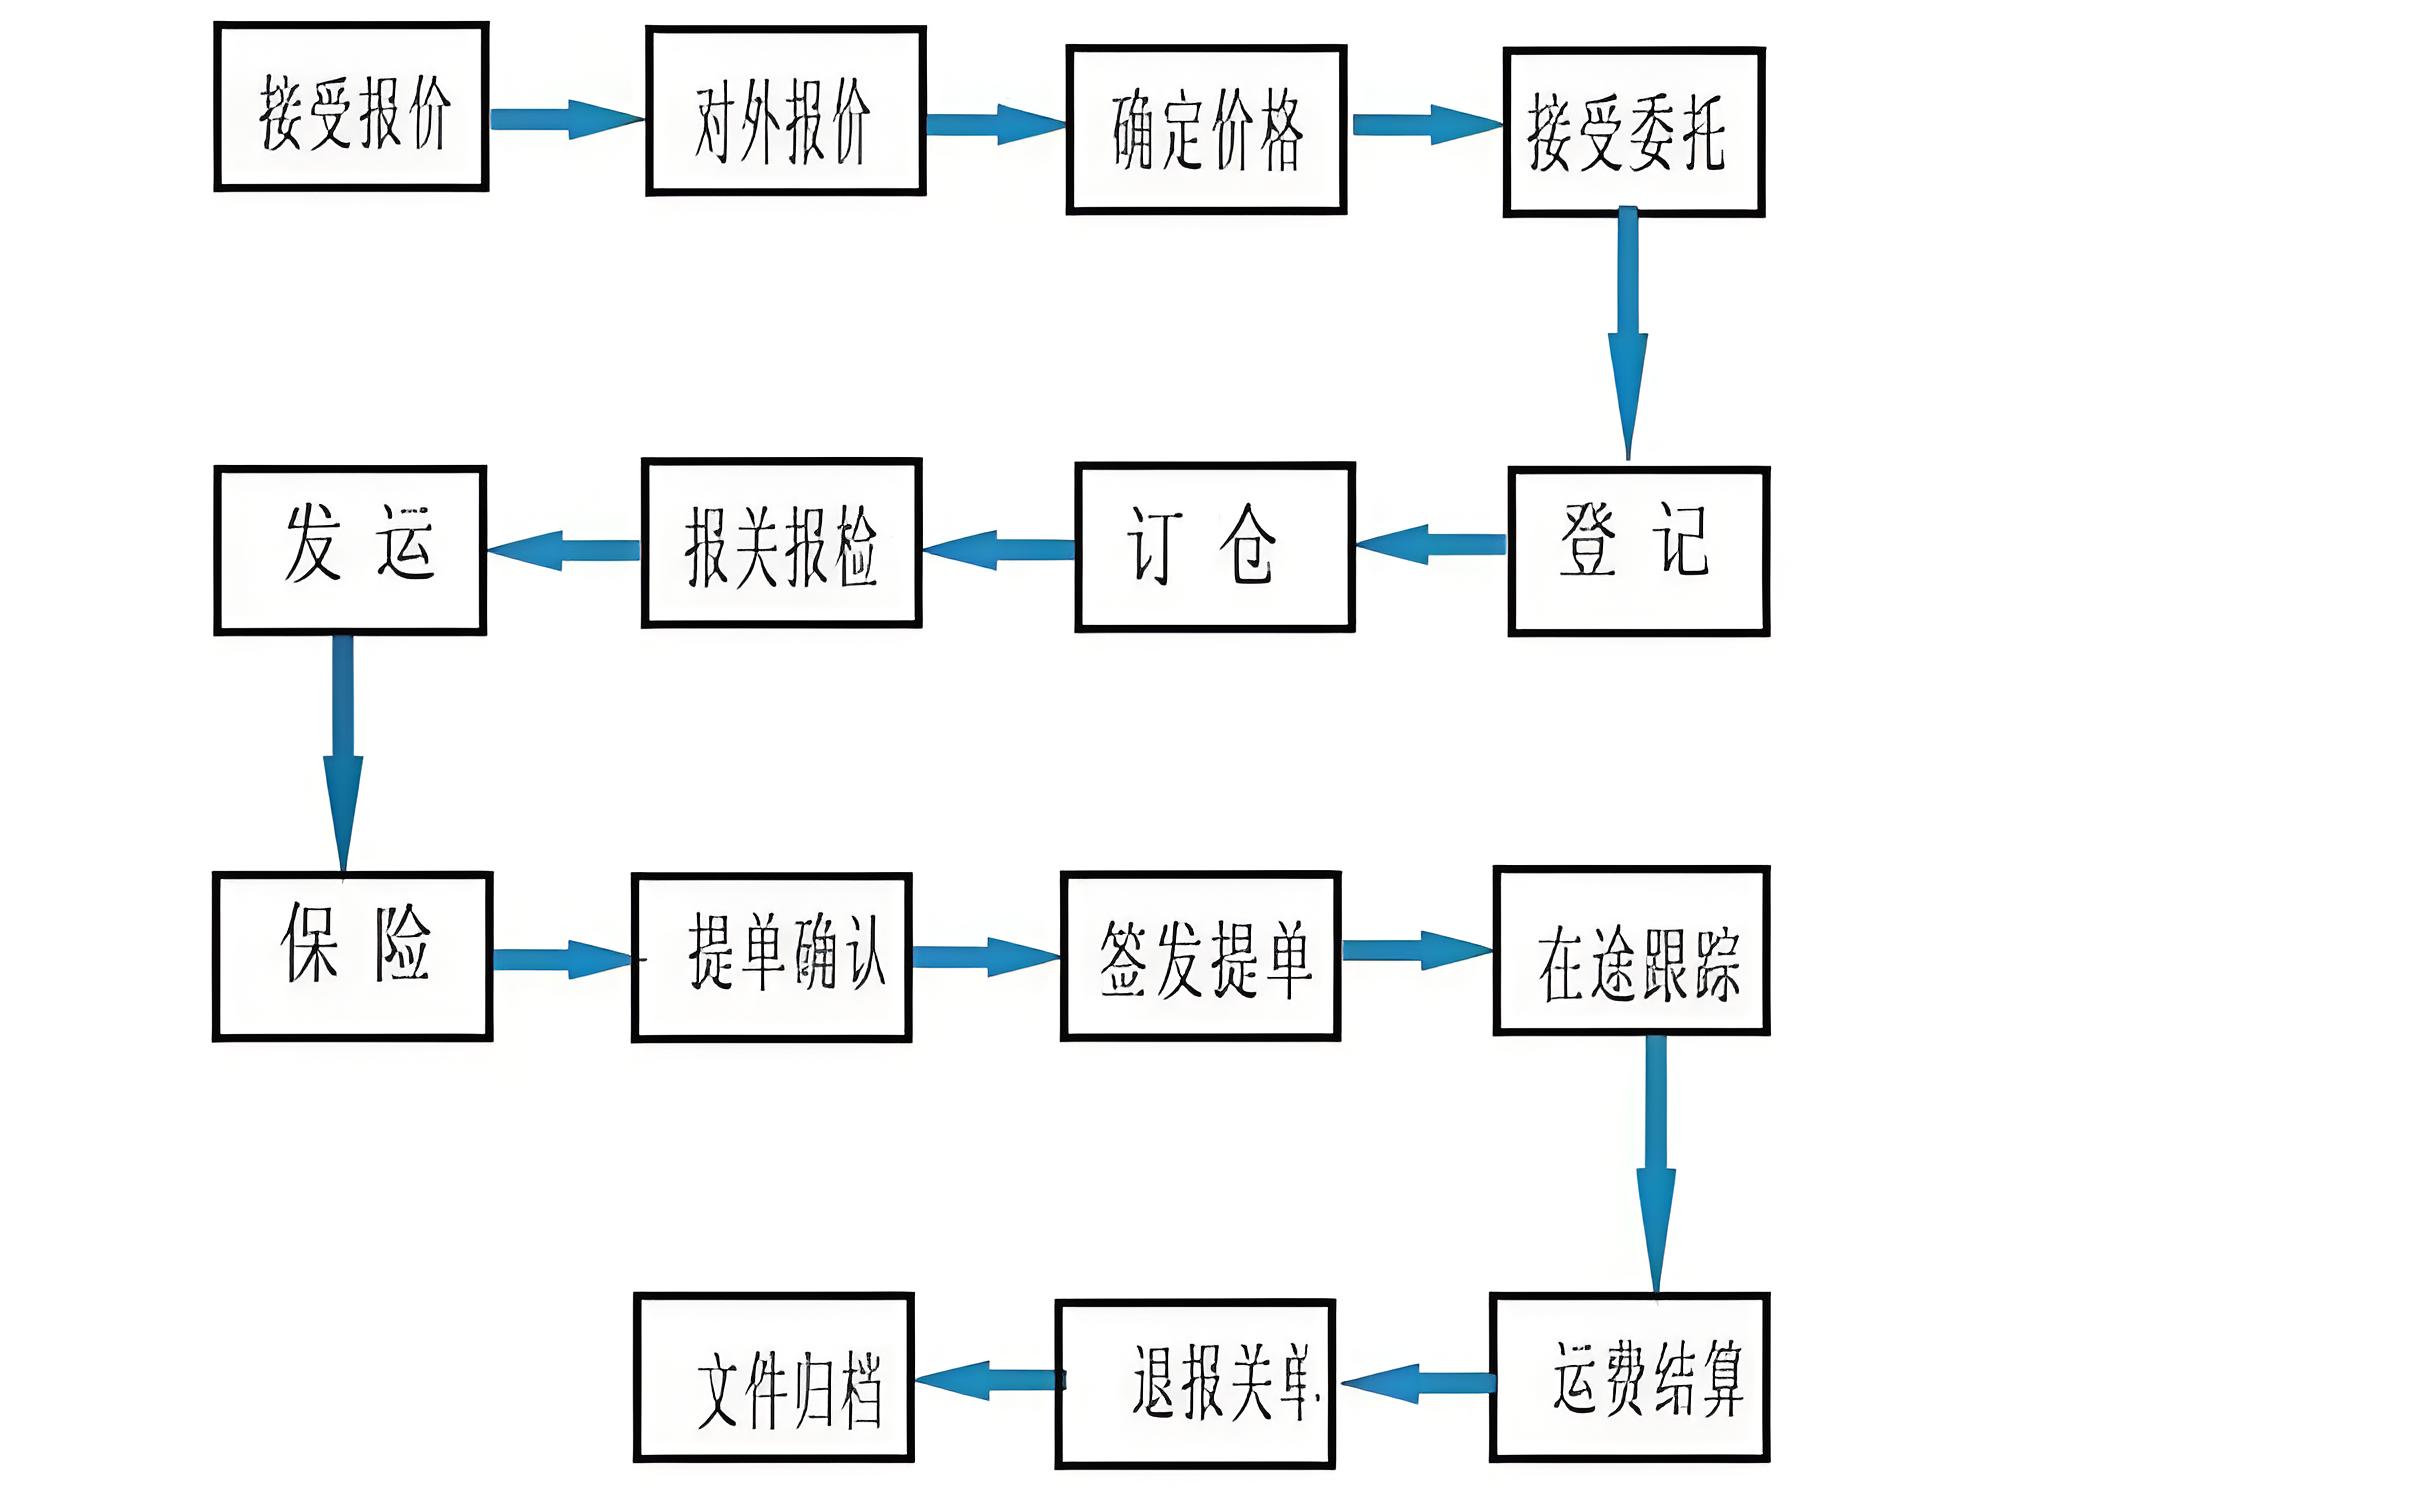 接受报价
对外报价
确定价格
接受委托
登 记
订 仓
报关报检
发 运
保 险
提单确认
签发提单
在途跟踪
运费结算
退报关单
文件归档